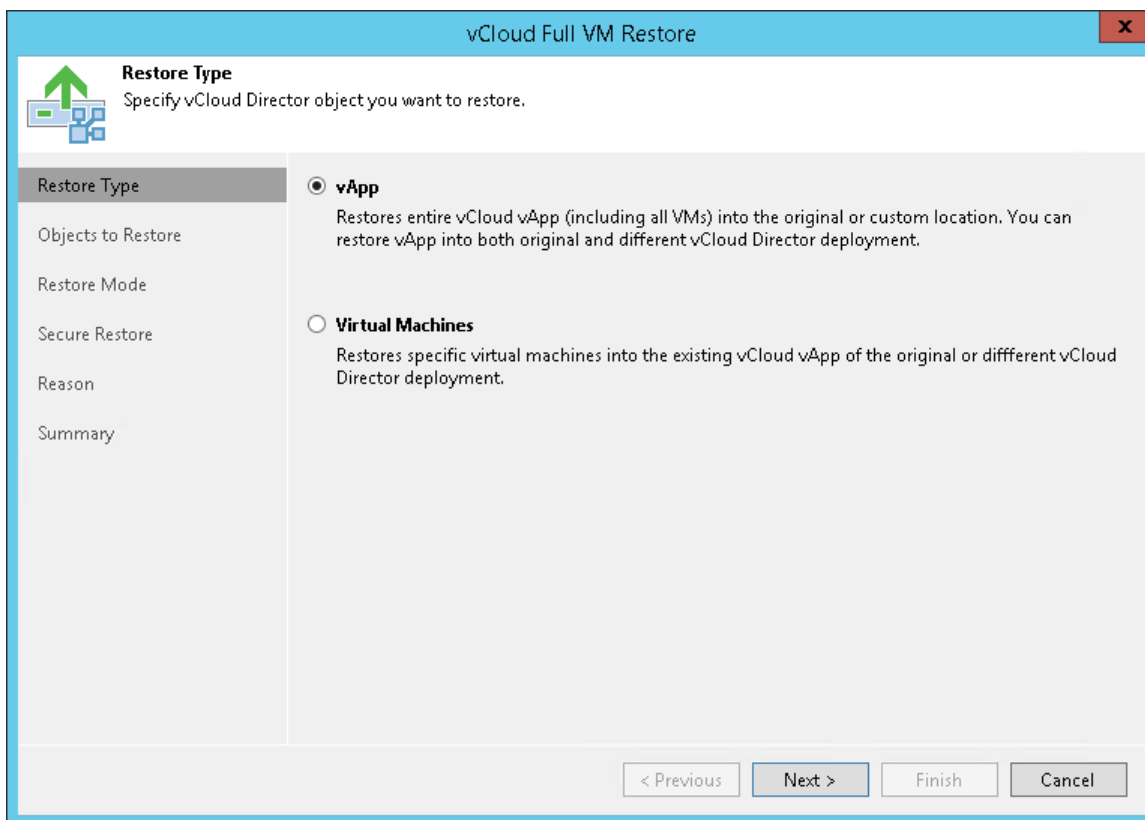 vCloud Full VM Restore
x
Restore Type
Specify vCloud Director object you want to restore.
Restore Type
Objects to Restore
Restore Mode
Secure Restore
Reason
Summary
vApp
Restores entire vCloud vApp (including all VMs) into the original or custom location. You can
restore vApp into both original and different vCloud Director deployment.
Virtual Machines
Restores specific virtual machines into the existing vCloud vApp of the original or diffferent vCloud
Director deployment.
< Previous
Next >
Finish
Cancel